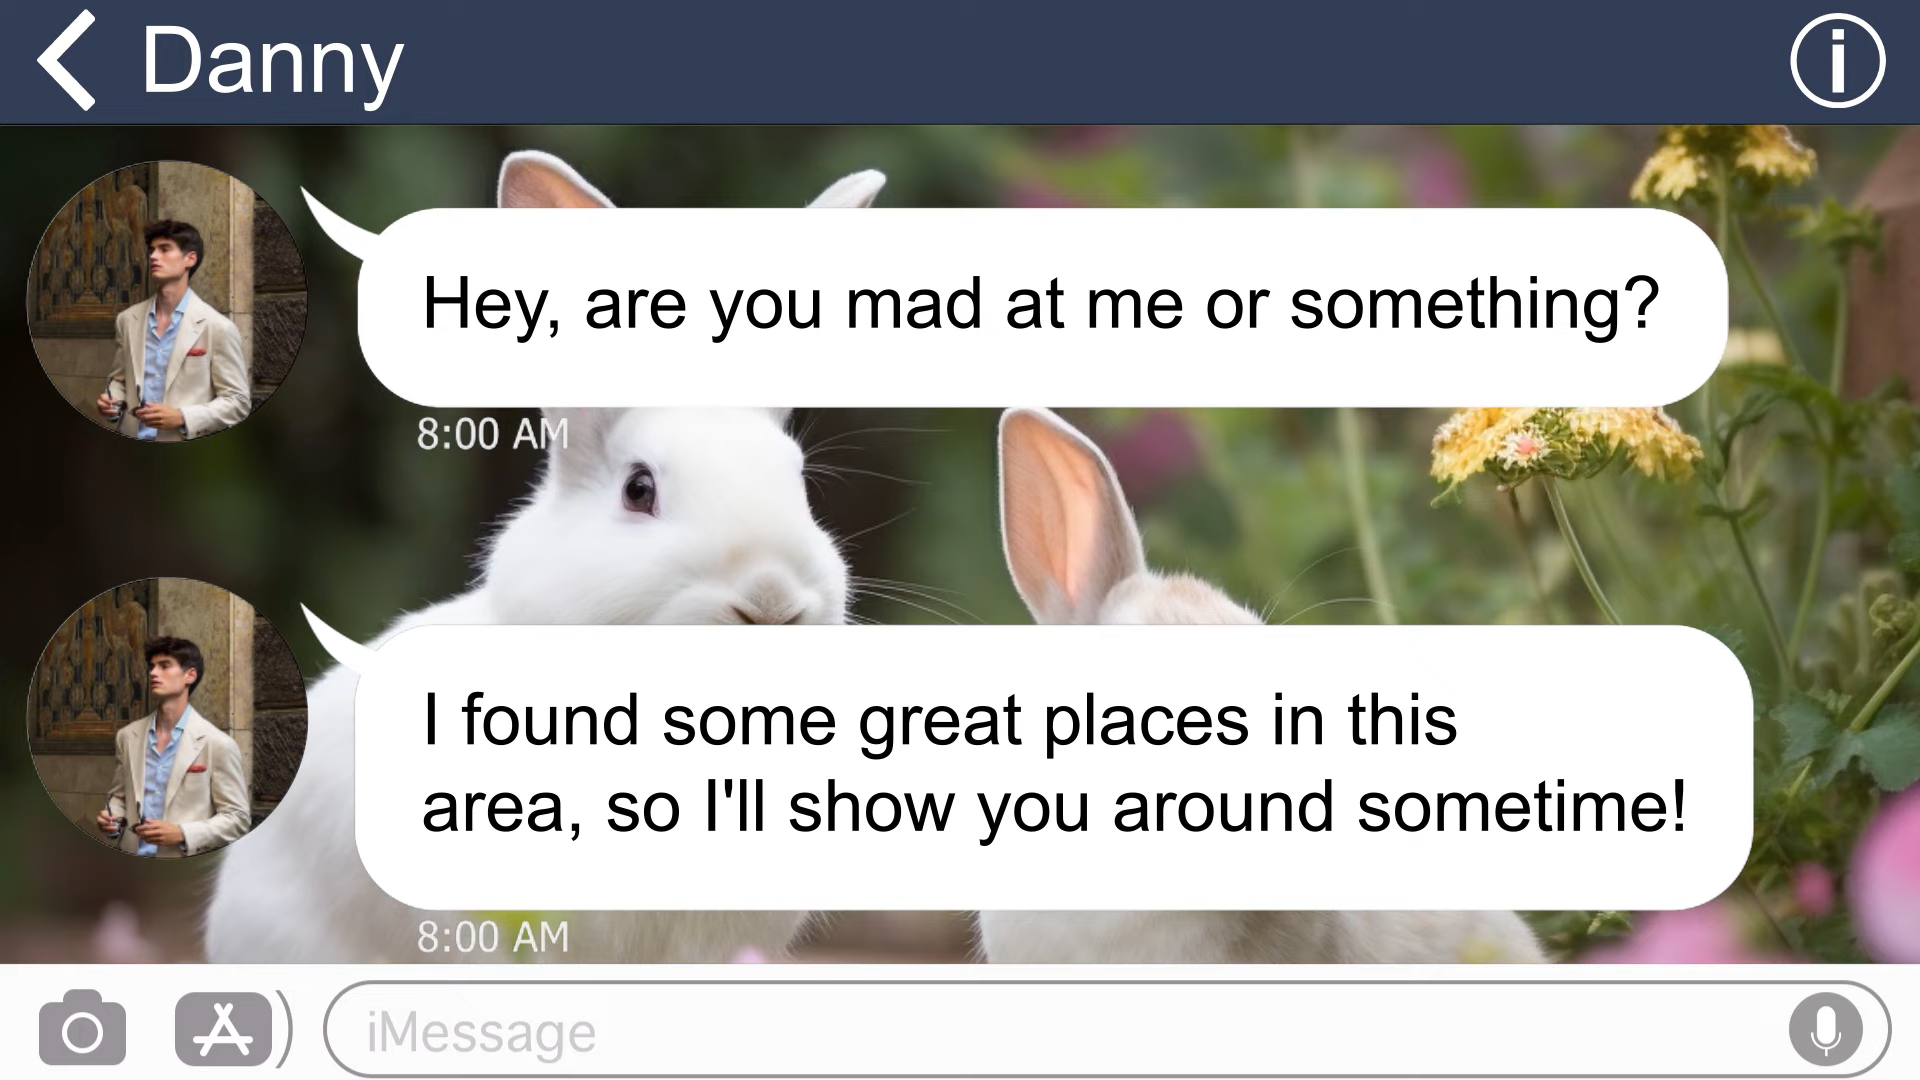 Danny
Hey, are you mad at me or something?
8:00 AM
I found some great places in this
area, so I'll show you around sometime!
8:00 AM
iMessage